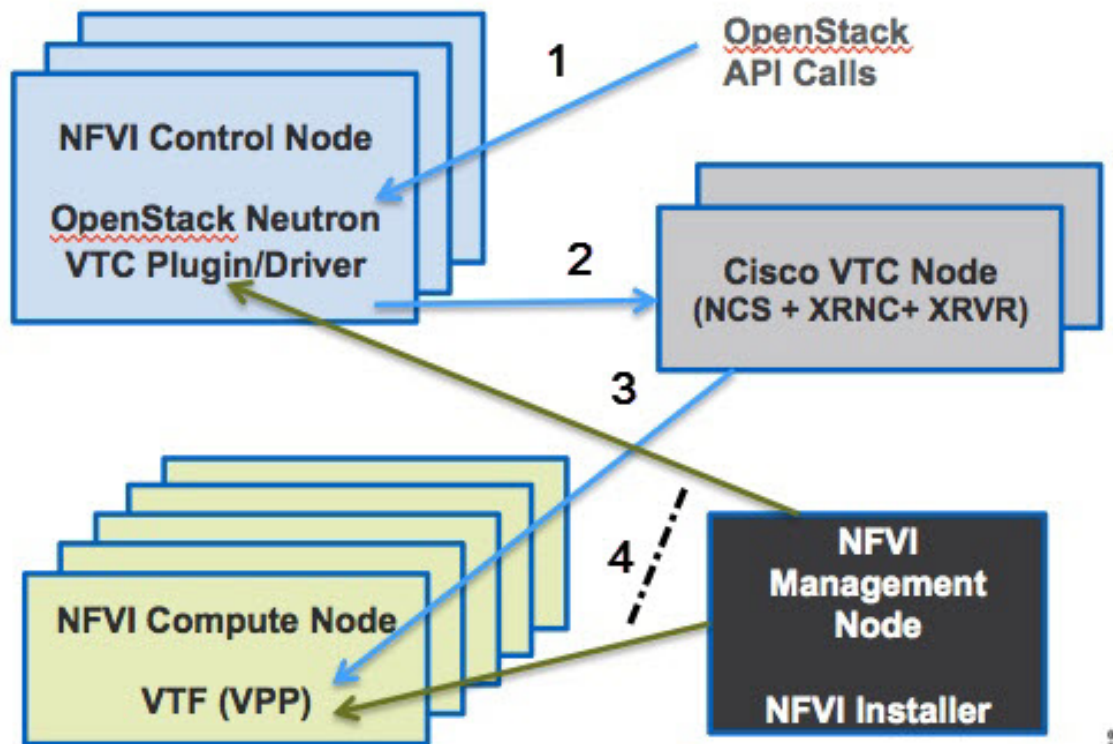 OpenStack
API Calls
1
NFVI Control Node
OpenStack Neutron
VTC Plugin/Driver
2
Cisco VTC Node
(NCS + XRNC+ XRVR)
3
4
NFVI Compute Node
VTF (VPP)
NFVI
Management
Node
NFVI Installer